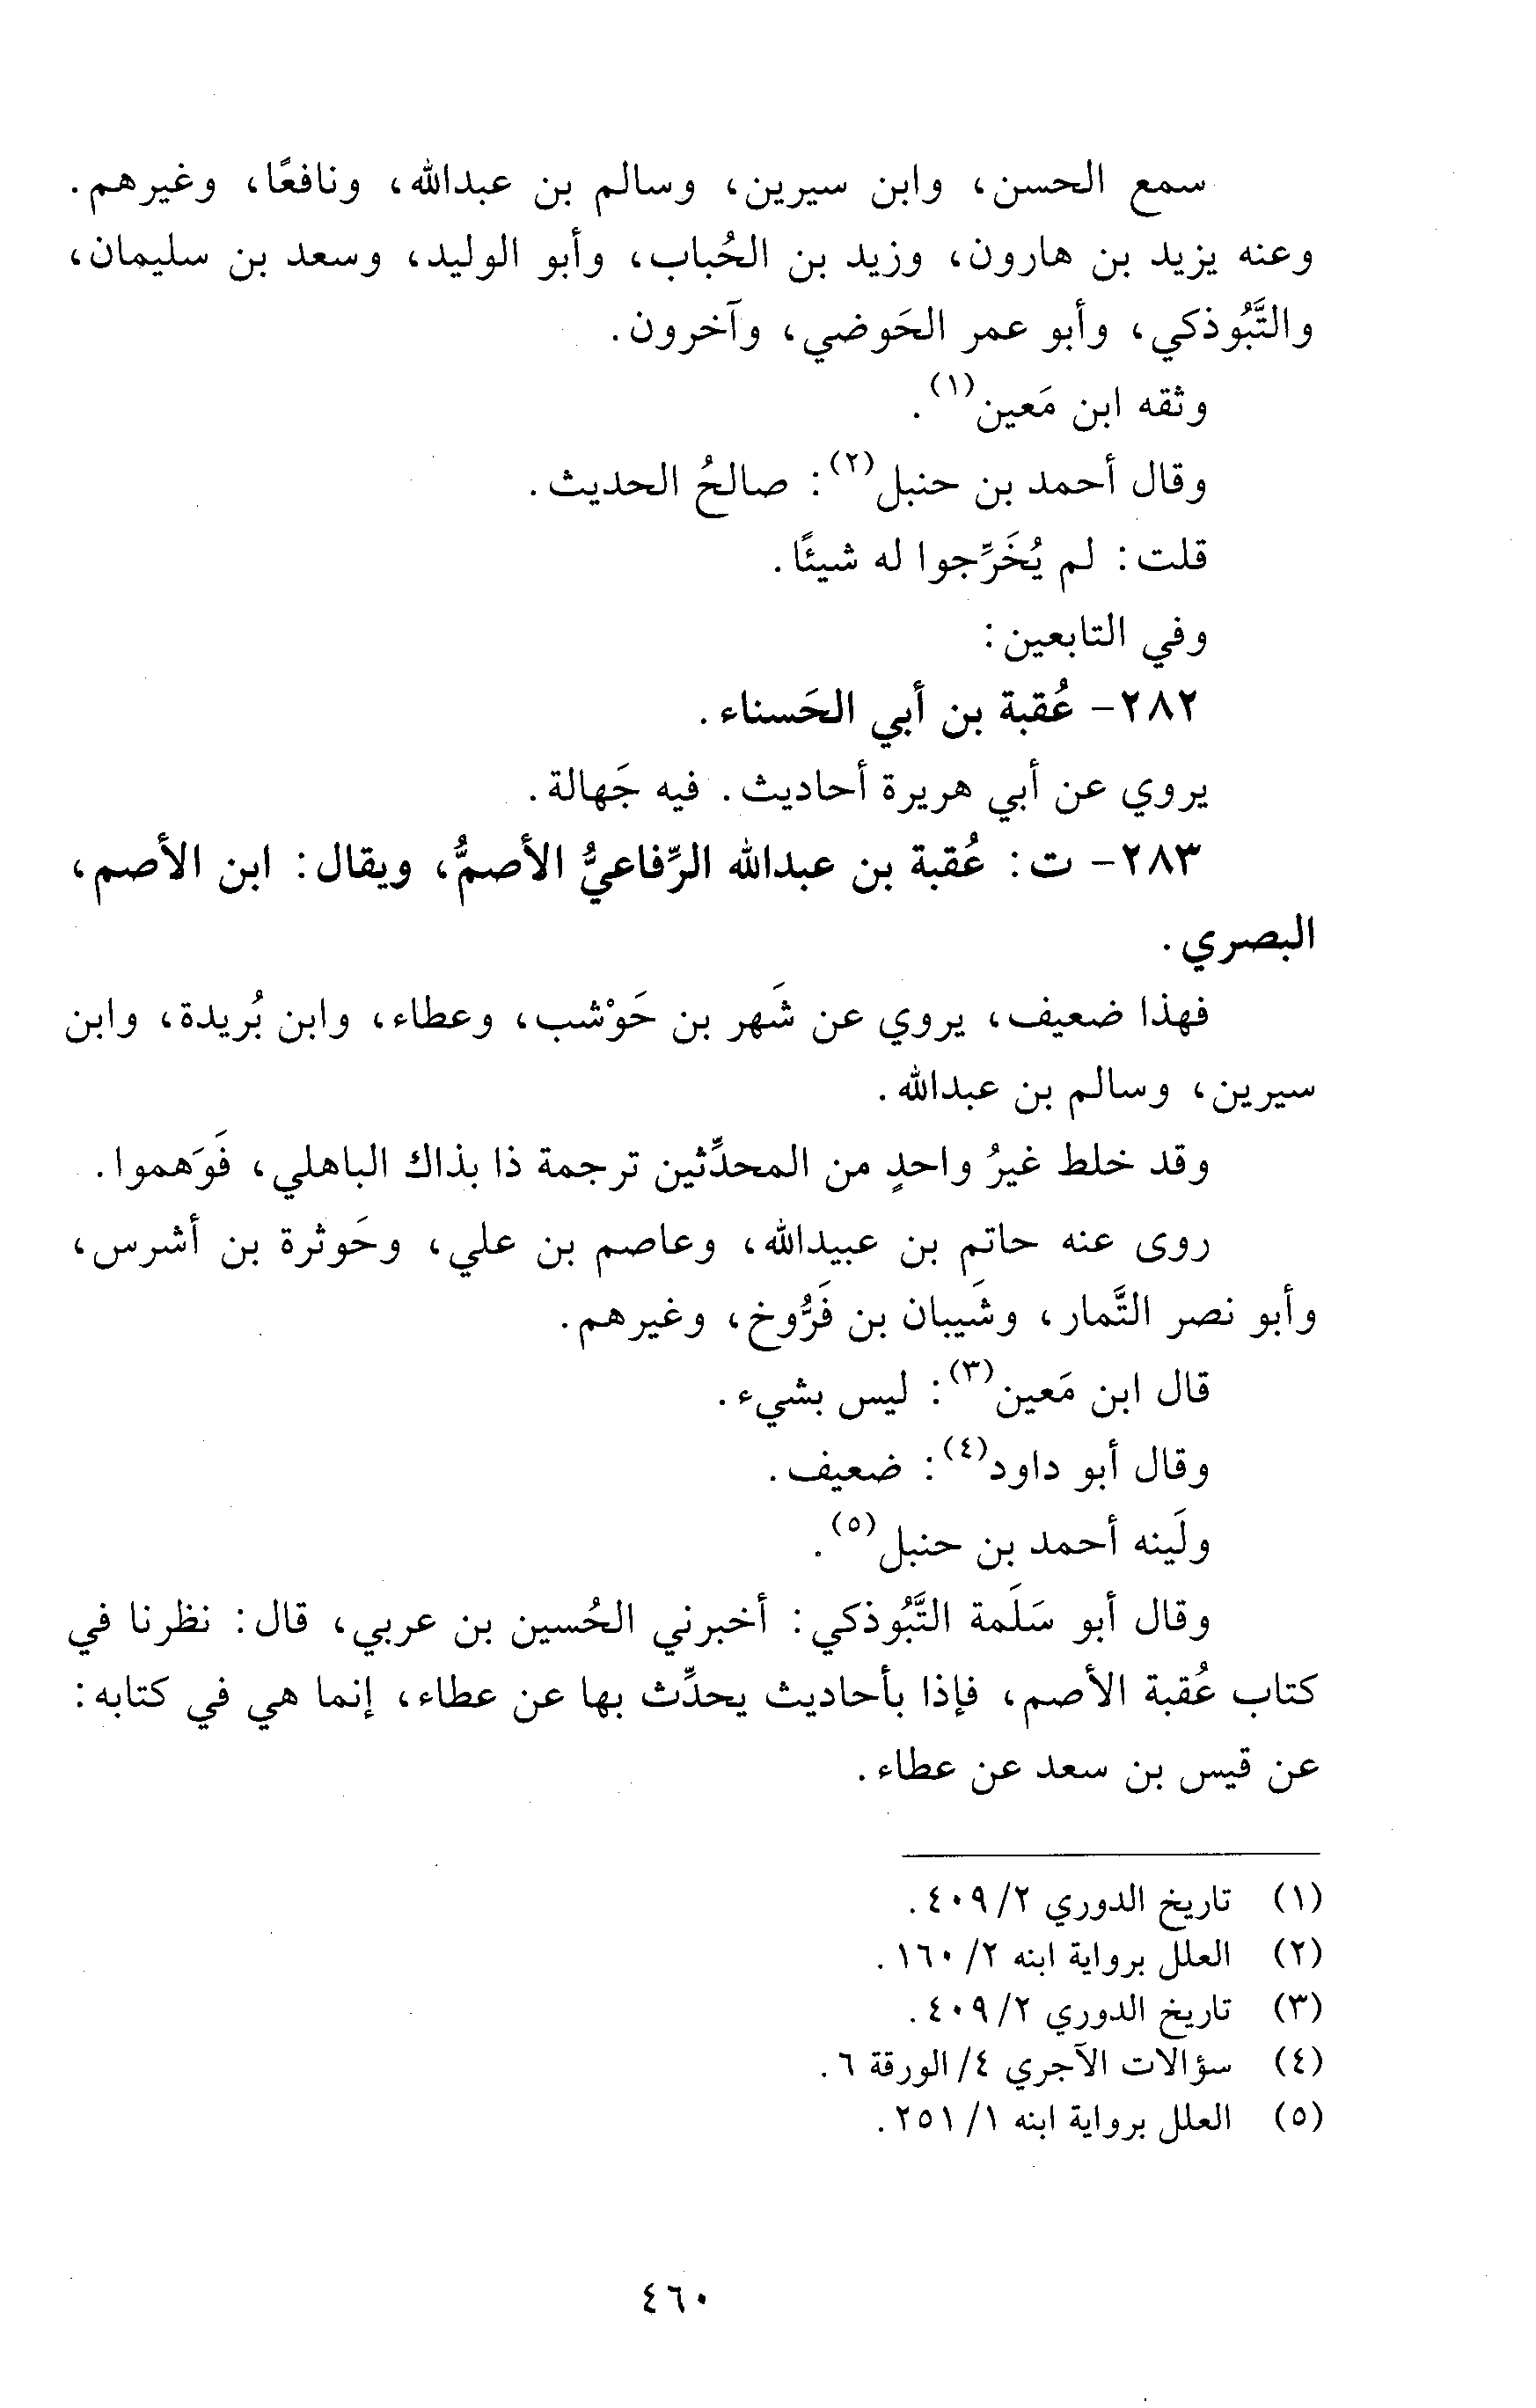 سمع الحسن، وابن سيرين، وسالم بن عبدالله، ونافعًا، وغيرهم.
وعنه يزيد بن هارون، وزيد بن الحُباب، وأبو الوليد، وسعد بن سليمان،
والتَّبُوذكي، وأبو عمر الحَوضي، وآخرون.
وثقه ابن مَعين(١).
وقال أحمد بن حنبل(٢): صالحُ الحديث.
قلت: لم يُخَرِّجوا له شيئًا.
وفي التابعين:
٢٨٢- عُقبة بن أبي الحَسناء.
يروي عن أبي هريرة أحاديث. فيه جَهالة.
٢٨٣- ت: عُقبة بن عبدالله الرِّفاعيُّ الأصمُّ، ويقال: ابن الأصم،
البصري.
فهذا ضعيف، يروي عن شَهر بن حَوْشب، وعطاء، وابن بُريدة، وابن
سيرين، وسالم بن عبدالله.
وقد خلط غيرُ واحدٍ من المحدِّثين ترجمة ذا بذاك الباهلي، فَوَهموا.
روى عنه حاتم بن عبيدالله، وعاصم بن علي، وحَوثرة بن أشرس،
وأبو نصر التَّمار، وشَيبان بن فَرُّوخ، وغيرهم.
قال ابن مَعين(٣): ليس بشيء.
وقال أبو داود(٤): ضعيف.
ولَينه أحمد بن حنبل(٥).
وقال أبو سَلَمة التَّبُوذكي: أخبرني الحُسين بن عربي، قال: نظرنا في
كتاب عُقبة الأصم، فإذا بأحاديث يحدِّث بها عن عطاء، إنما هي في كتابه:
عن قيس بن سعد عن عطاء.
(١) تاريخ الدوري ٢/ ٤٠٩.
(٢) العلل برواية ابنه ٢/ ١٦٠.
(٣) تاريخ الدوري ٢/ ٤٠٩.
(٤) سؤالات الآجري ٤/ الورقة ٦.
(٥) العلل برواية ابنه ١/ ٢٥١.
٤٦٠